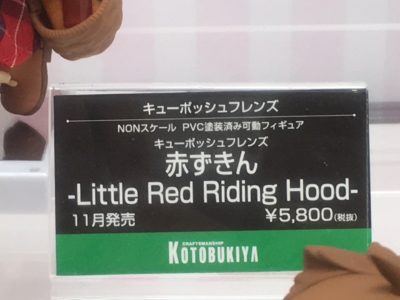 キューポッシュフレンズ
NONスケール PVC塗装済み可動フィギュア
キューポッシュフレンズ
赤ずきん
-Little Red Riding Hood-
11月発売 ¥5,800(税抜)
CRAFTSMANSHIP
KOTOBUKIYA